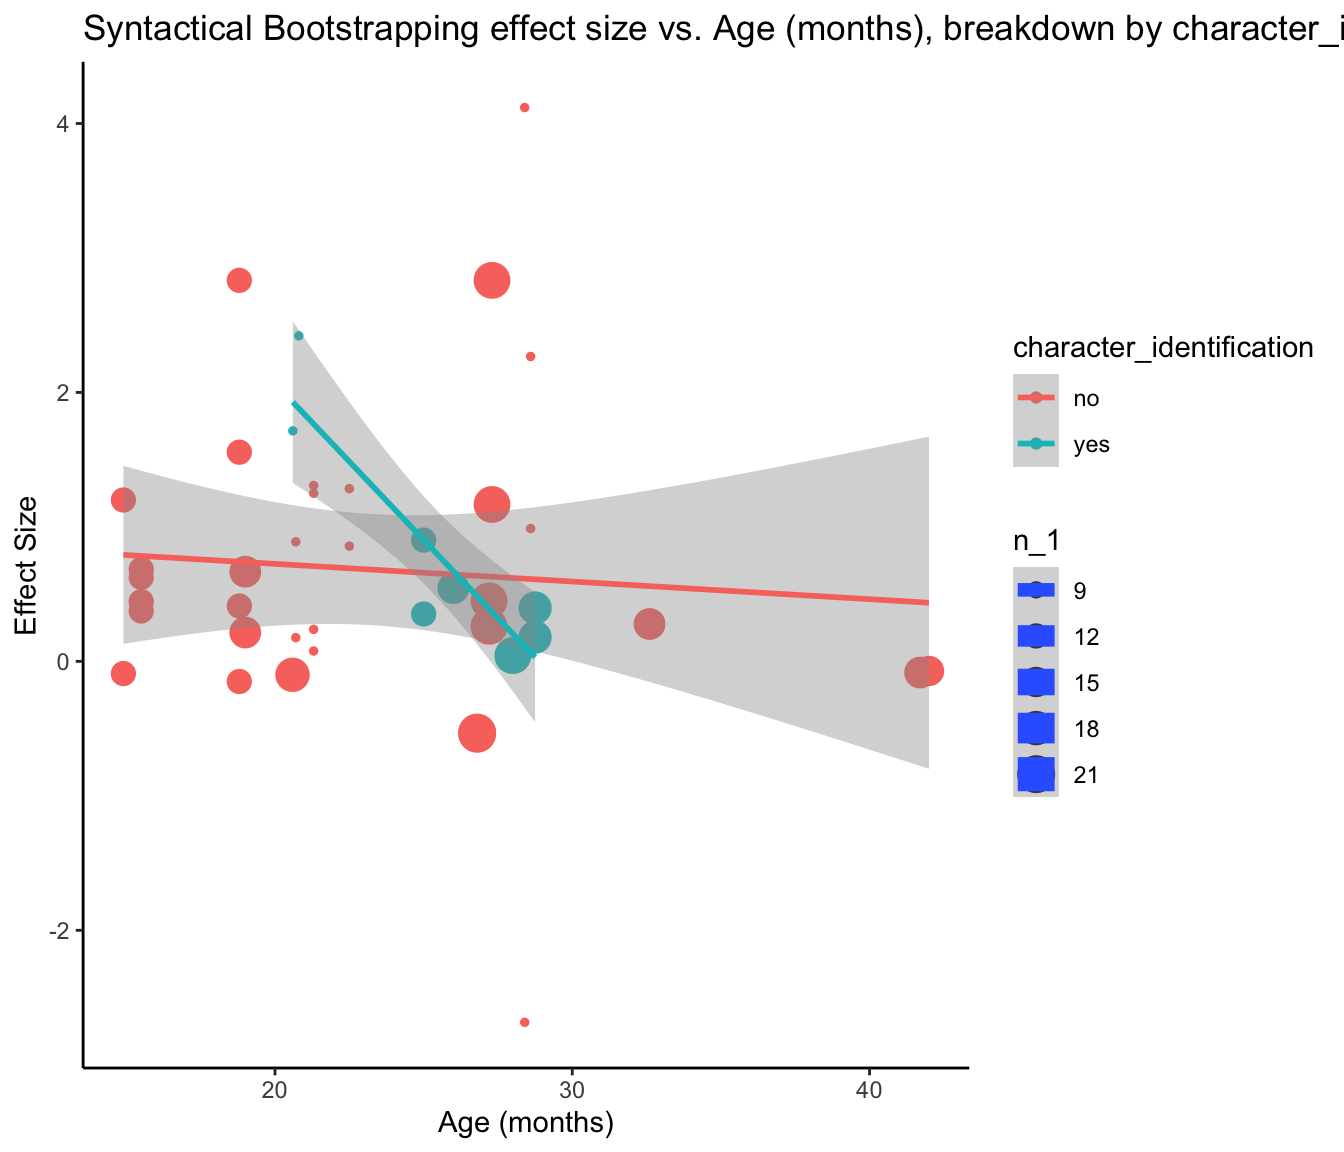 Syntactical Bootstrapping effect size vs. Age (months), breakdown by character_i
4
2
0
-2
Effect Size
20
30
40
Age (months)
character_identification
no
yes
n_1
9
12
15
18
21